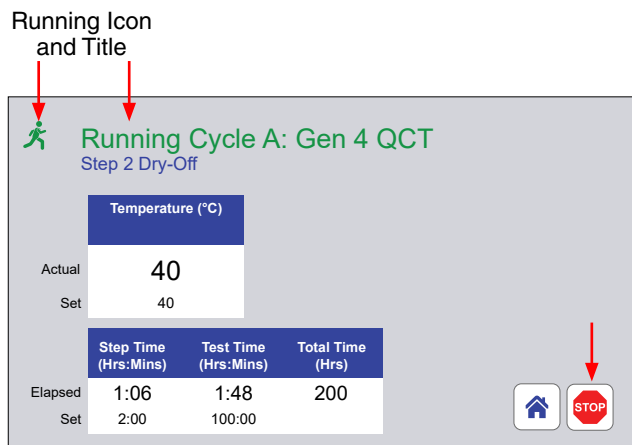 Running Icon
and Title
Running Cycle A: Gen 4 QCT
Step 2 Dry-Off
Temperature (°C)
Actual 40
Set 40
Step Time Test Time Total Time
(Hrs:Mins) (Hrs:Mins) (Hrs)
Elapsed 1:06 1:48 200
Set 2:00 100:00
STOP